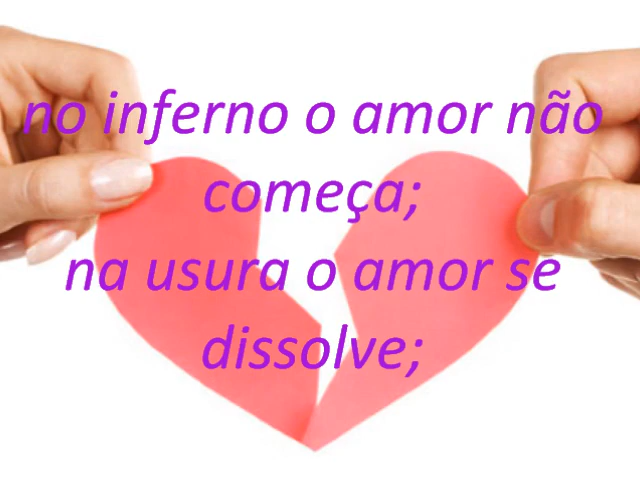 no inferno o amor não
começa;
na usura o amor se
dissolve;